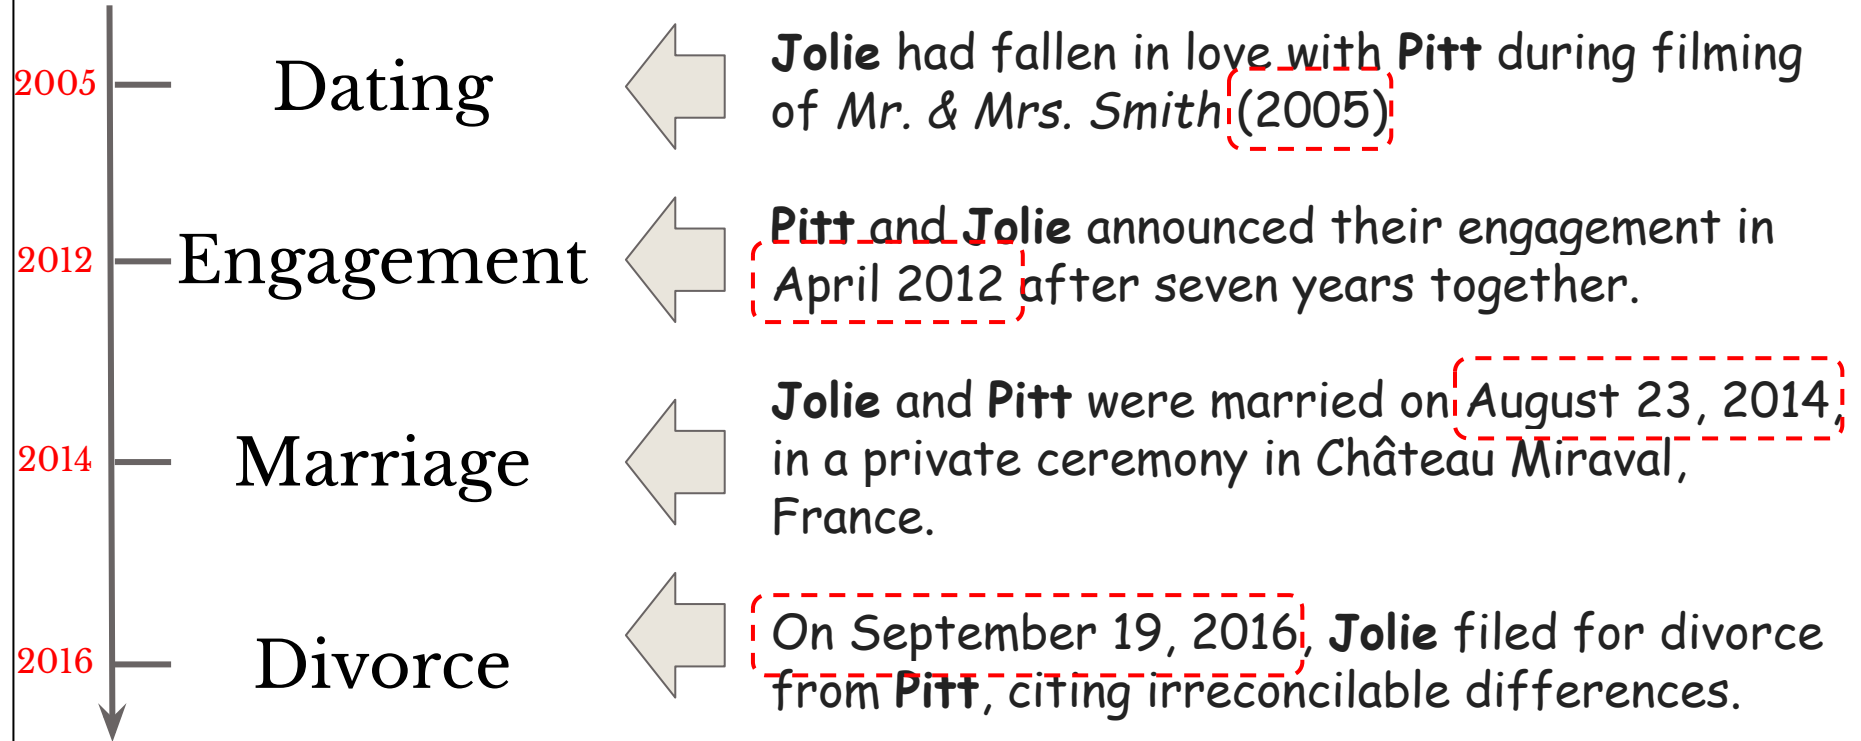 2005
Dating
Jolie had fallen in love with Pitt during filming
of Mr. & Mrs. Smith (2005)
2012
Engagement
Pitt and Jolie announced their engagement in
April 2012 after seven years together.
2014
Marriage
Jolie and Pitt were married on August 23, 2014,
in a private ceremony in Château Miraval,
France.
2016
Divorce
On September 19, 2016, Jolie filed for divorce
from Pitt, citing irreconcilable differences.